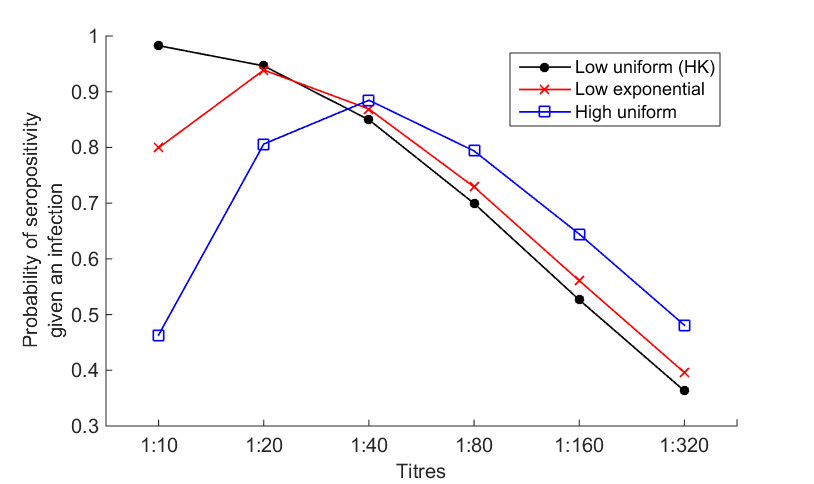 1
0.9
0.8
0.7
0.6
0.5
0.4
0.3
Probability of seropositivity
given an infection
Low uniform (HK)
Low exponential
High uniform
1:10 1:20 1:40 1:80 1:160 1:320
Titres